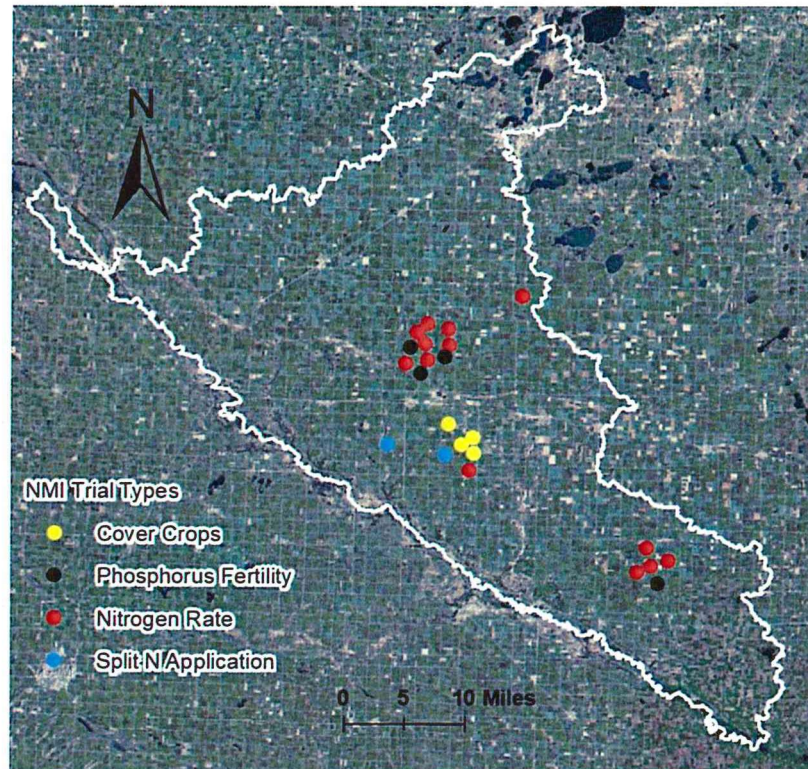 N
NMI Trial Types
Cover Crops
Phosphorus Fertility
Nitrogen Rate
Split N Application
0 5 10 Miles